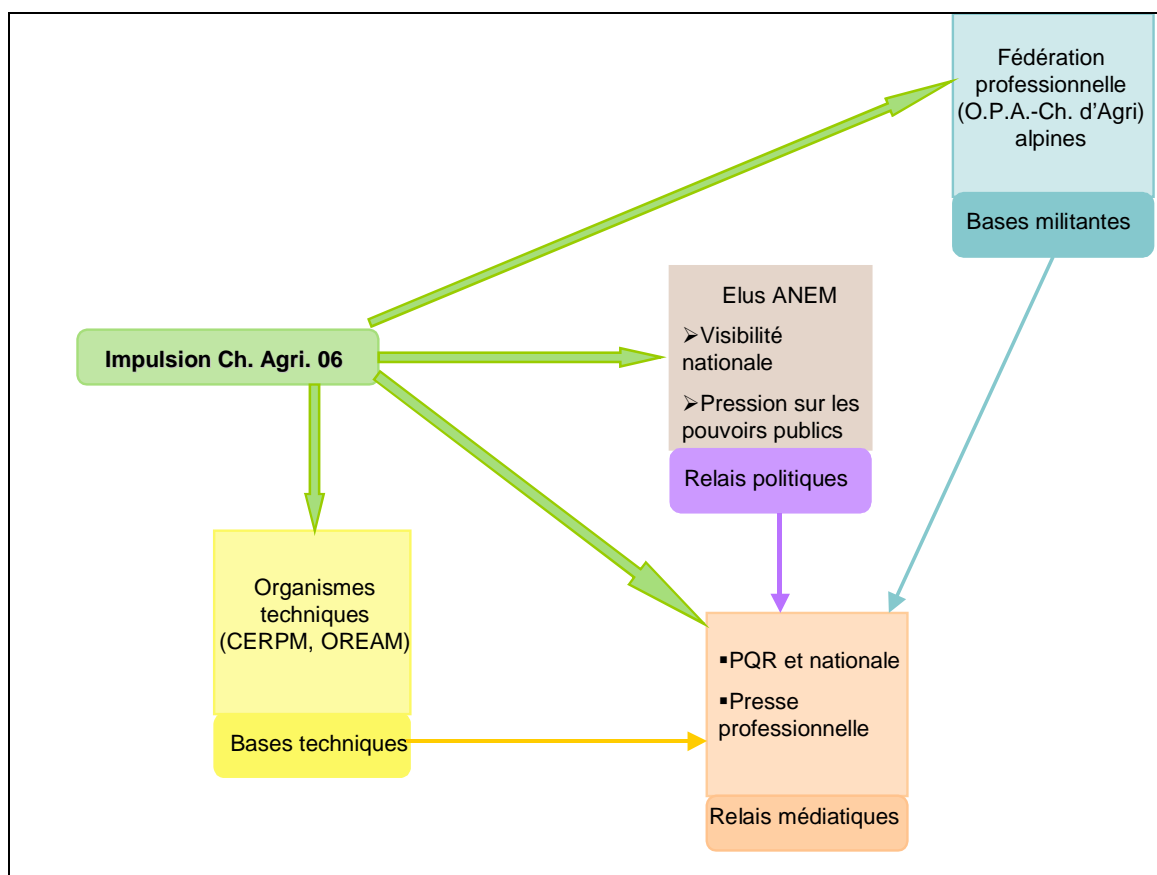 Fédération
professionnelle
(O.P.A.-Ch. d'Agri)
alpines
Bases militantes
Elus ANEM
➢Visibilité
nationale
➢Pression sur les
pouvoirs publics
Relais politiques
Impulsion Ch. Agri. 06
Organismes
techniques
(CERPM, OREAM)
Bases techniques
▪PQR et nationale
▪Presse
professionnelle
Relais médiatiques